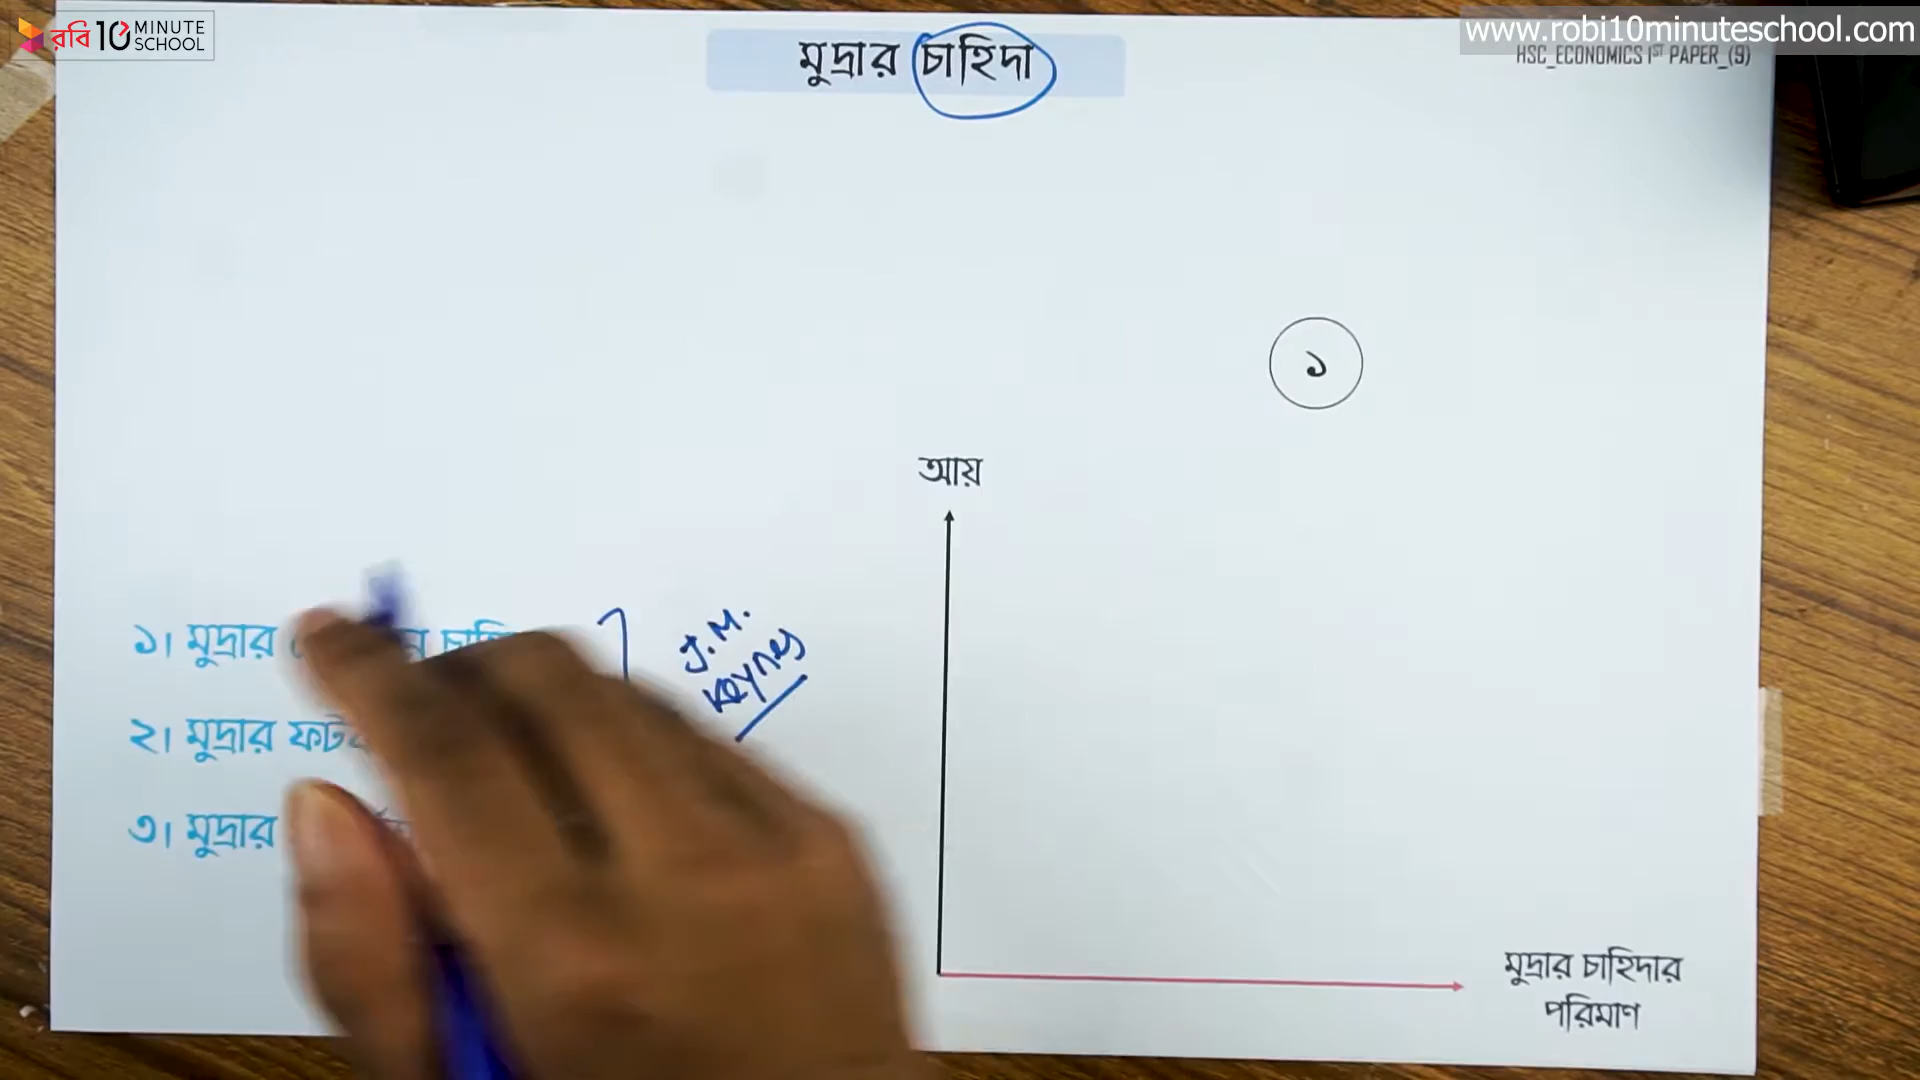 রবি 10 MINUTE SCHOOL
www.robi10minuteschool.com
HSC_ECONOMICS 1ST PAPER_(9)
মুদ্রার চাহিদা
১
আয়
১। মুদ্রার
২। মুদ্রার
৩। মুদ্রার
J. M.
Keynes
মুদ্রার চাহিদার
পরিমাণ